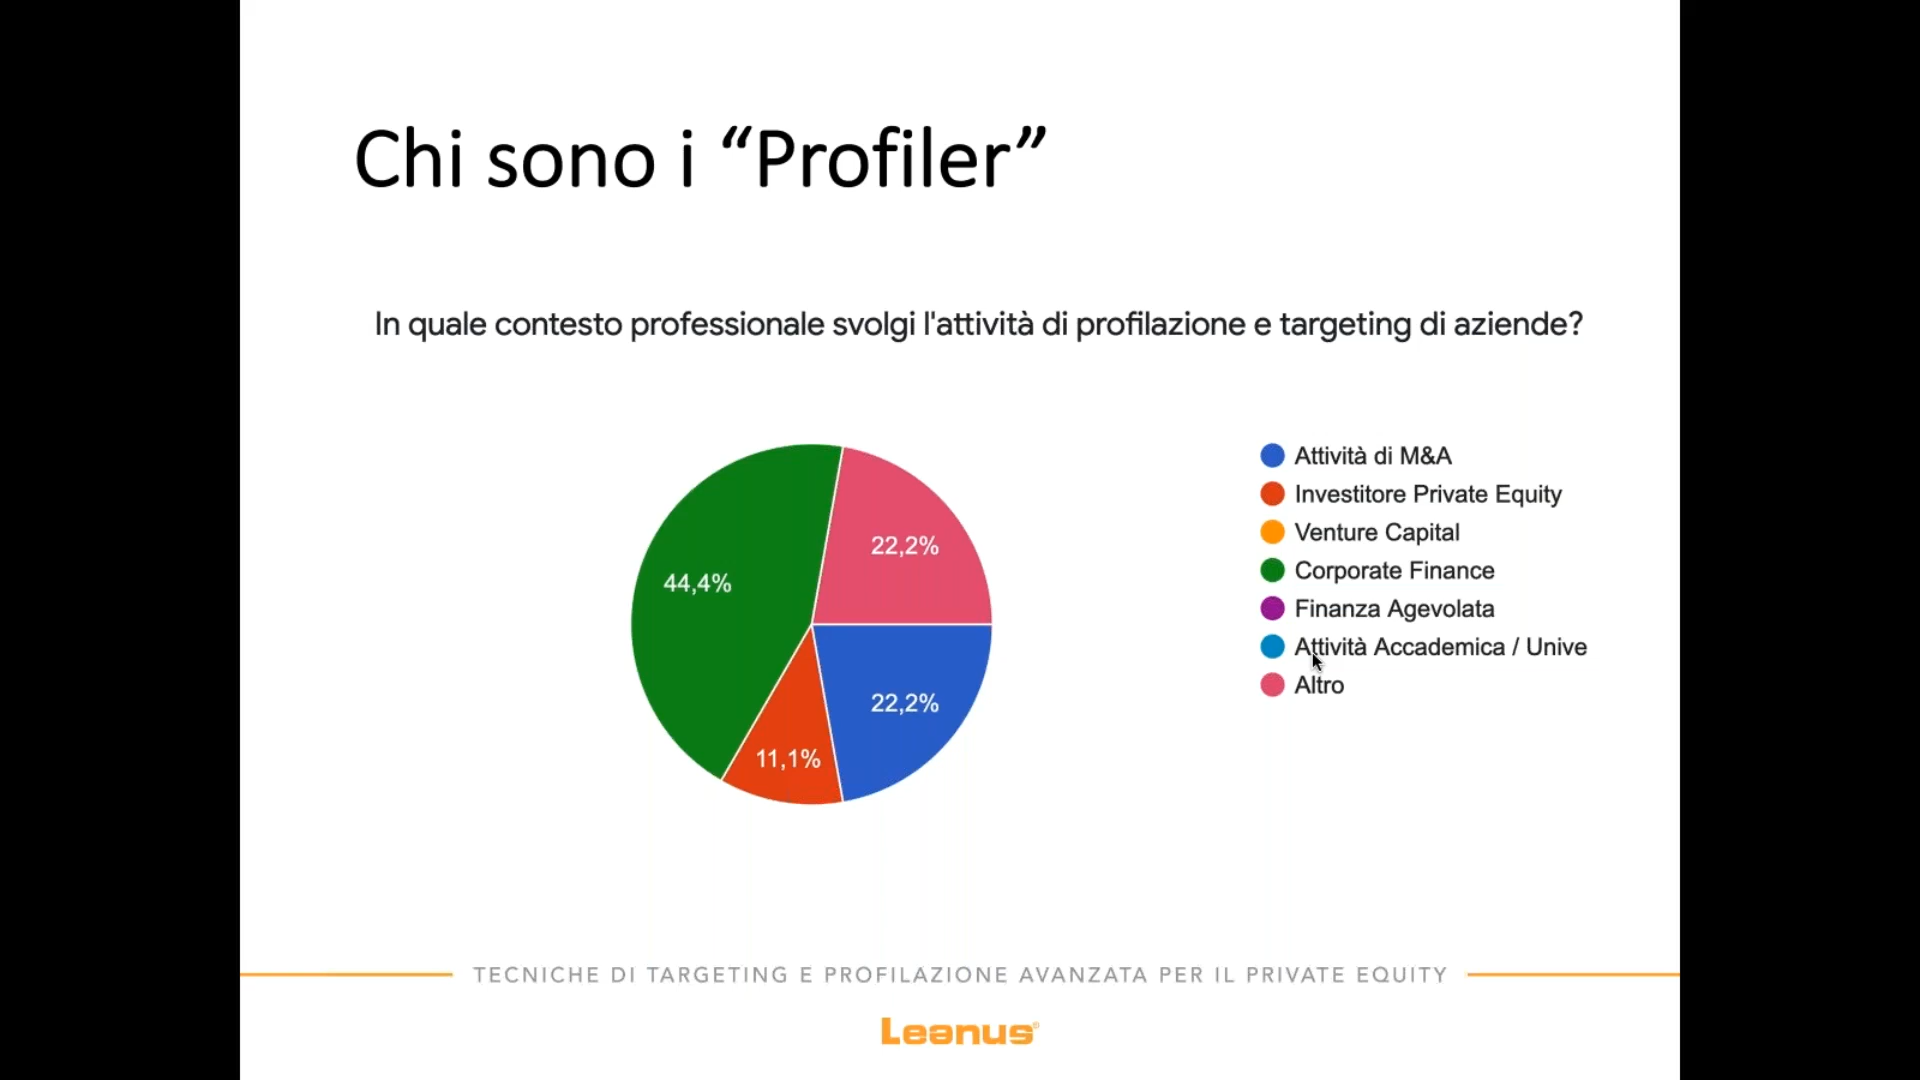 Chi sono i “Profiler”
In quale contesto professionale svolgi l'attività di profilazione e targeting di aziende?
44,4%
22,2%
22,2%
11,1%
Attività di M&A
Investitore Private Equity
Venture Capital
Corporate Finance
Finanza Agevolata
Attività Accademica / Unive
Altro
TECNICHE DI TARGETING E PROFILAZIONE AVANZATA PER IL PRIVATE EQUITY
Leanus®